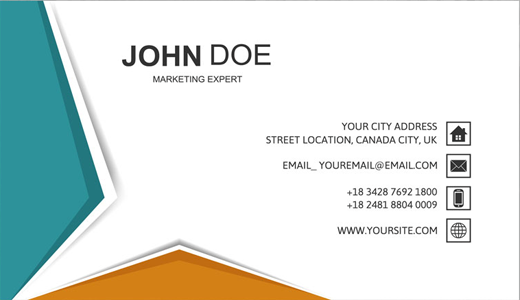 JOHN DOE
MARKETING EXPERT
YOUR CITY ADDRESS
STREET LOCATION, CANADA CITY, UK
EMAIL_ YOUREMAIL@EMAIL.COM
+18 3428 7692 1800
+18 2481 8804 0009
WWW.YOURSITE.COM